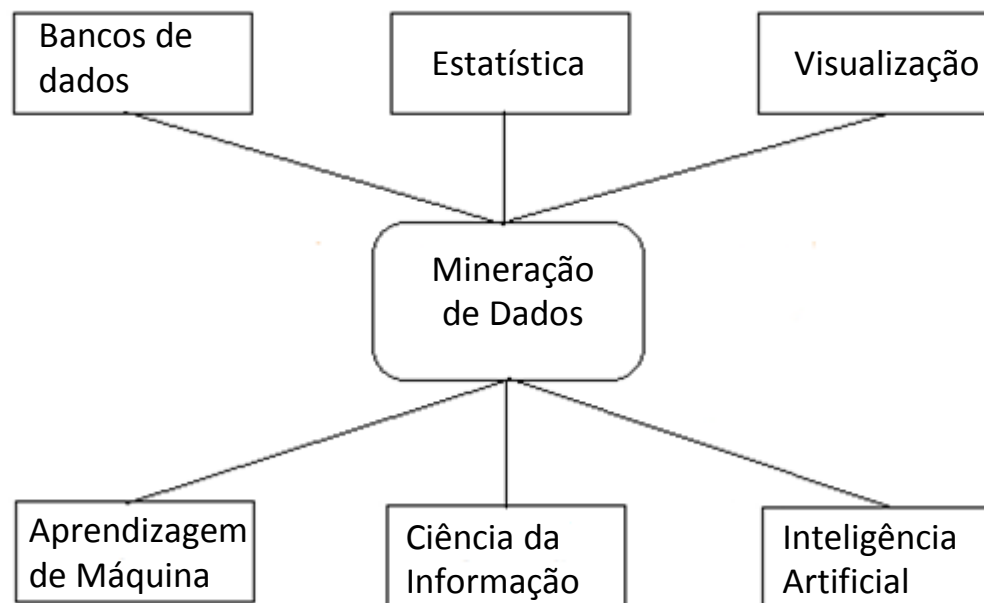 Bancos de
dados
Estatística
Visualização
Mineração
de Dados
Aprendizagem
de Máquina
Ciência da
Informação
Inteligência
Artificial